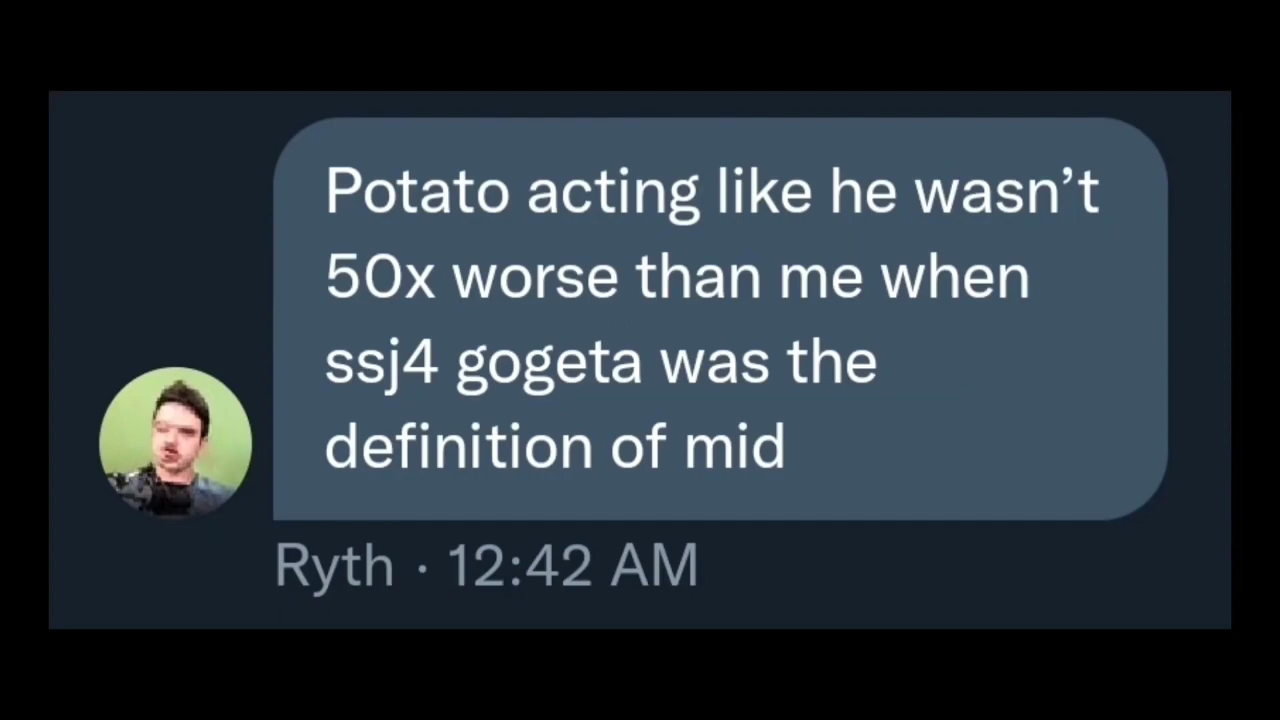 Potato acting like he wasn’t
50x worse than me when
ssj4 gogeta was the
definition of mid
Ryth · 12:42 AM